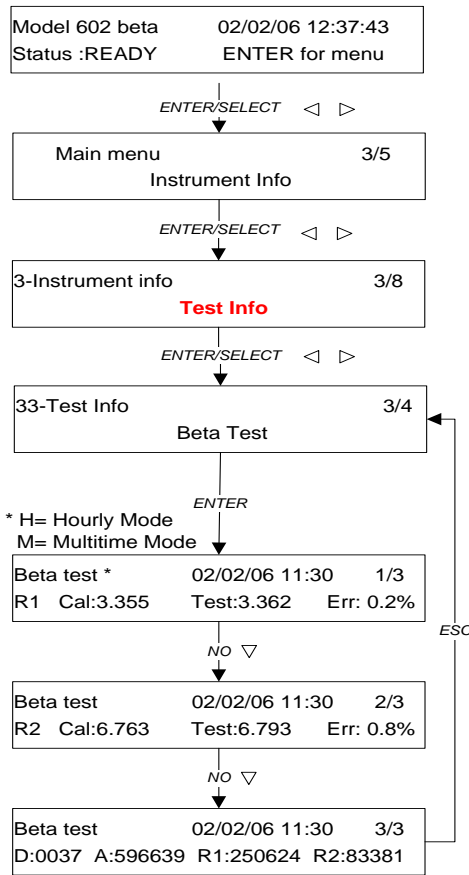 Model 602 beta 02/02/06 12:37:43
Status :READY ENTER for menu
ENTER/SELECT ◁ ▷
Main menu 3/5
Instrument Info
ENTER/SELECT ◁ ▷
3-Instrument info 3/8
Test Info
ENTER/SELECT ◁ ▷
33-Test Info 3/4
Beta Test
ENTER
* H= Hourly Mode
M= Multitime Mode
Beta test * 02/02/06 11:30 1/3
R1 Cal:3.355 Test:3.362 Err: 0.2%
ESC
NO ▽
Beta test 02/02/06 11:30 2/3
R2 Cal:6.763 Test:6.793 Err: 0.8%
NO ▽
Beta test 02/02/06 11:30 3/3
D:0037 A:596639 R1:250624 R2:83381